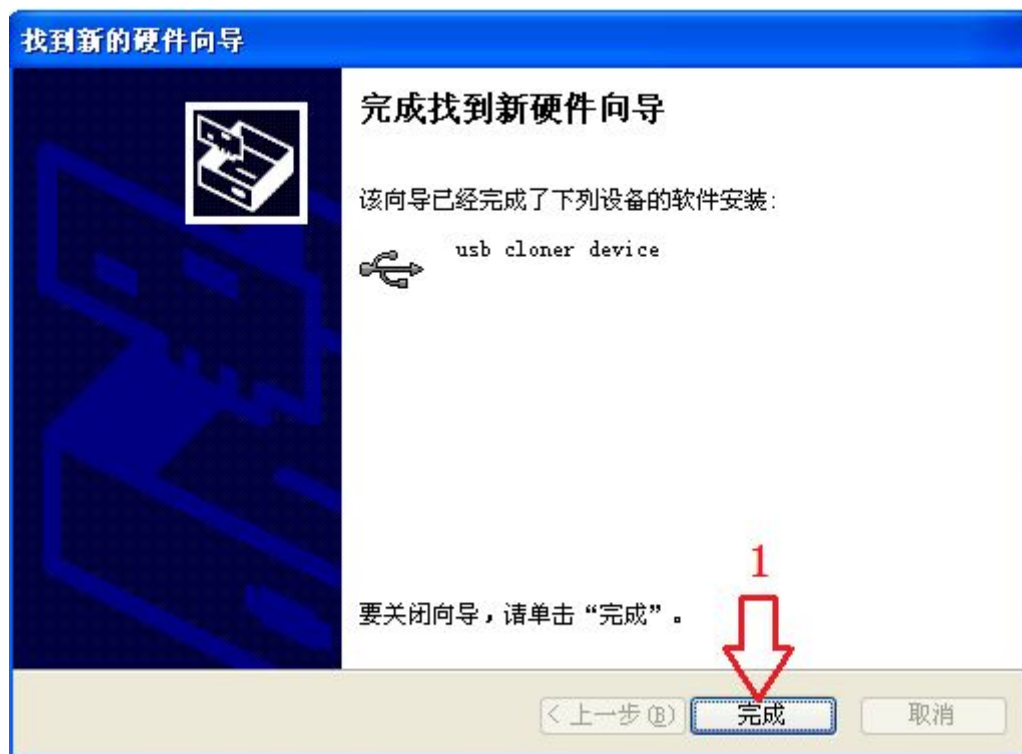 找到新的硬件向导
完成找到新硬件向导
该向导已经完成了下列设备的软件安装:
usb cloner device
1
要关闭向导，请单击“完成”。
< 上一步(B)
完成
取消